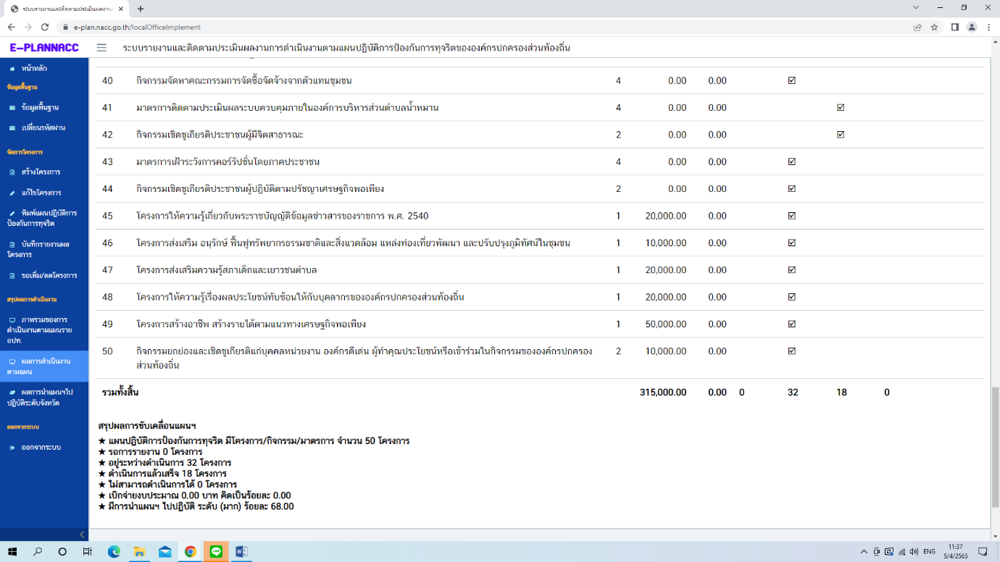 ระบบรายงานและติดตามประเมินผลงาน
e-plan.nacc.go.th/localOfficeImplement
E-PLANNACC
ระบบรายงานและติดตามประเมินผลงานการดำเนินงานตามแผนปฏิบัติการป้องกันการทุจริตขององค์กรปกครองส่วนท้องถิ่น
หน้าหลัก
ข้อมูลพื้นฐาน
ข้อมูลพื้นฐาน
เปลี่ยนรหัสผ่าน
จัดการโครงการ
สร้างโครงการ
แก้ไขโครงการ
พิมพ์แผนปฏิบัติการ
ป้องกันการทุจริต
บันทึกรายงานผล
โครงการ
ขอเพิ่ม/ลดโครงการ
สรุปผลการดำเนินงาน
ภาพรวมของการ
ดำเนินงานตามแผนราย
อปท.
ผลการดำเนินงาน
ตามแผน
ผลการนำแผนฯไป
ปฏิบัติระดับจังหวัด
ออกจากระบบ
ออกจากระบบ
40 กิจกรรมจัดหาคณะกรรมการจัดซื้อจัดจ้างจากตัวแทนชุมชน 4 0.00 0.00 ☑
41 มาตรการติดตามประเมินผลระบบควบคุมภายในองค์การบริหารส่วนตำบลน้ำหมาน 4 0.00 0.00 ☑
42 กิจกรรมเชิดชูเกียรติประชาชนผู้มีจิตสาธารณะ 2 0.00 0.00 ☑
43 มาตรการเฝ้าระวังการคอร์รัปชั่นโดยภาคประชาชน 4 0.00 0.00 ☑
44 กิจกรรมเชิดชูเกียรติประชาชนผู้ปฏิบัติตามปรัชญาเศรษฐกิจพอเพียง 2 0.00 0.00 ☑
45 โครงการให้ความรู้เกี่ยวกับพระราชบัญญัติข้อมูลข่าวสารของราชการ พ.ศ. 2540 1 20,000.00 0.00 ☑
46 โครงการส่งเสริม อนุรักษ์ ฟื้นฟูทรัพยากรธรรมชาติและสิ่งแวดล้อม แหล่งท่องเที่ยวพัฒนา และปรับปรุงภูมิทัศน์ในชุมชน 1 10,000.00 0.00 ☑
47 โครงการส่งเสริมความรู้สภาเด็กและเยาวชนตำบล 1 20,000.00 0.00 ☑
48 โครงการให้ความรู้เรื่องผลประโยชน์ทับซ้อนให้กับบุคลากรขององค์กรปกครองส่วนท้องถิ่น 1 20,000.00 0.00 ☑
49 โครงการสร้างอาชีพ สร้างรายได้ตามแนวทางเศรษฐกิจพอเพียง 1 50,000.00 0.00 ☑
50 กิจกรรมยกย่องและเชิดชูเกียรติแก่บุคคลหน่วยงาน องค์กรดีเด่น ผู้ทำคุณประโยชน์หรือเข้าร่วมในกิจกรรมขององค์กรปกครอง 2 10,000.00 0.00 ☑
ส่วนท้องถิ่น
รวมทั้งสิ้น 315,000.00 0.00 0 32 18 0
สรุปผลการขับเคลื่อนแผนฯ
★ แผนปฏิบัติการป้องกันการทุจริต มีโครงการ/กิจกรรม/มาตรการ จำนวน 50 โครงการ
★ รอการรายงาน 0 โครงการ
★ อยู่ระหว่างดำเนินการ 32 โครงการ
★ ดำเนินการแล้วเสร็จ 18 โครงการ
★ ไม่สามารถดำเนินการได้ 0 โครงการ
★ เบิกจ่ายงบประมาณ 0.00 บาท คิดเป็นร้อยละ 0.00
★ มีการนำแผนฯ ไปปฏิบัติ ระดับ (มาก) ร้อยละ 68.00
LINE
ENG
11:37
5/4/2565